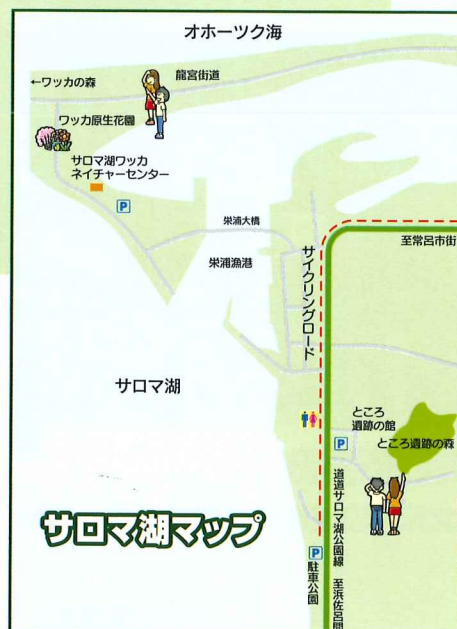 オホーツク海
←ワッカの森
龍宮街道
ワッカ原生花園
サロマ湖ワッカ
ネイチャーセンター
P
栄浦大橋
至常呂市街
栄浦漁港
サイクリングロード
サロマ湖
ところ
遺跡の館
P
ところ遺跡の森
サロマ湖マップ
P
駐車公園
道道サロマ湖公園線 至浜佐呂間